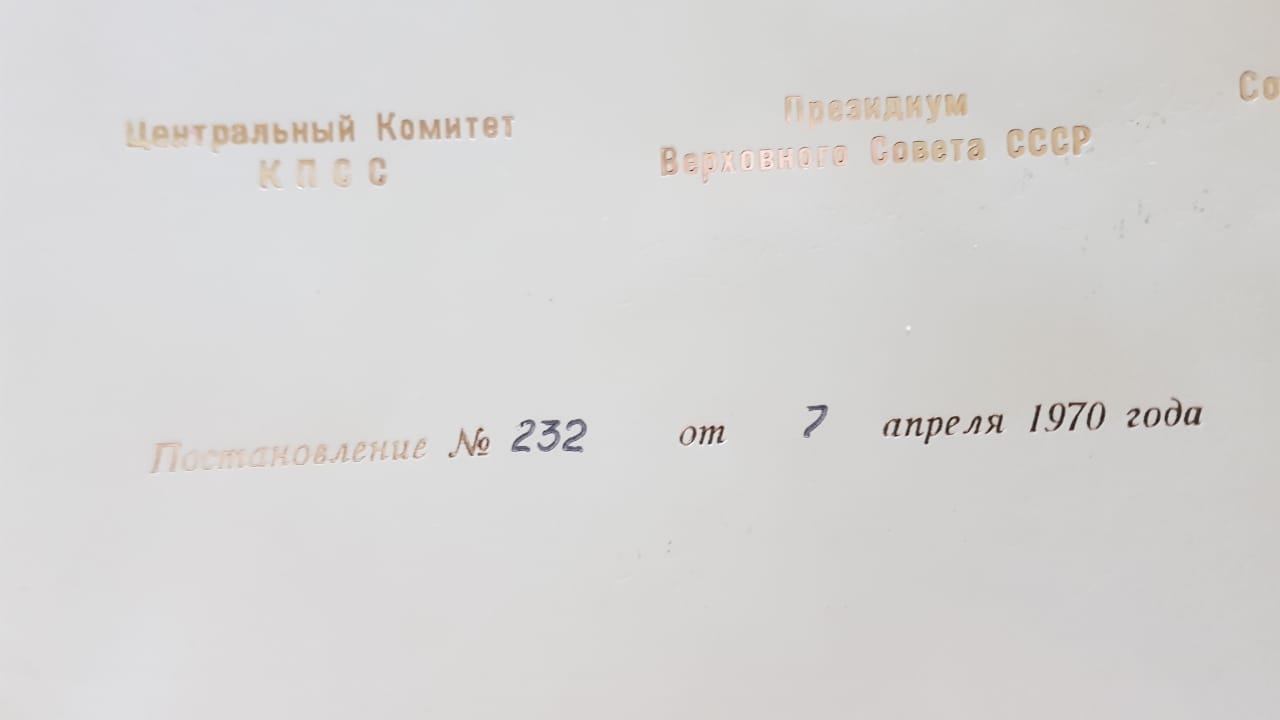 Центральный Комитет
КПСС
Президиум
Верховного Совета СССР
Постановление № 232 от 7 апреля 1970 года